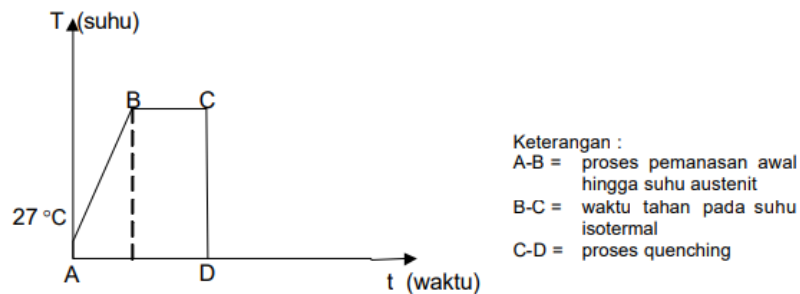 T (suhu)
B
C
27 °C
A
D
t (waktu)
Keterangan :
A-B = proses pemanasan awal
hingga suhu austenit
B-C = waktu tahan pada suhu
isotermal
C-D = proses quenching